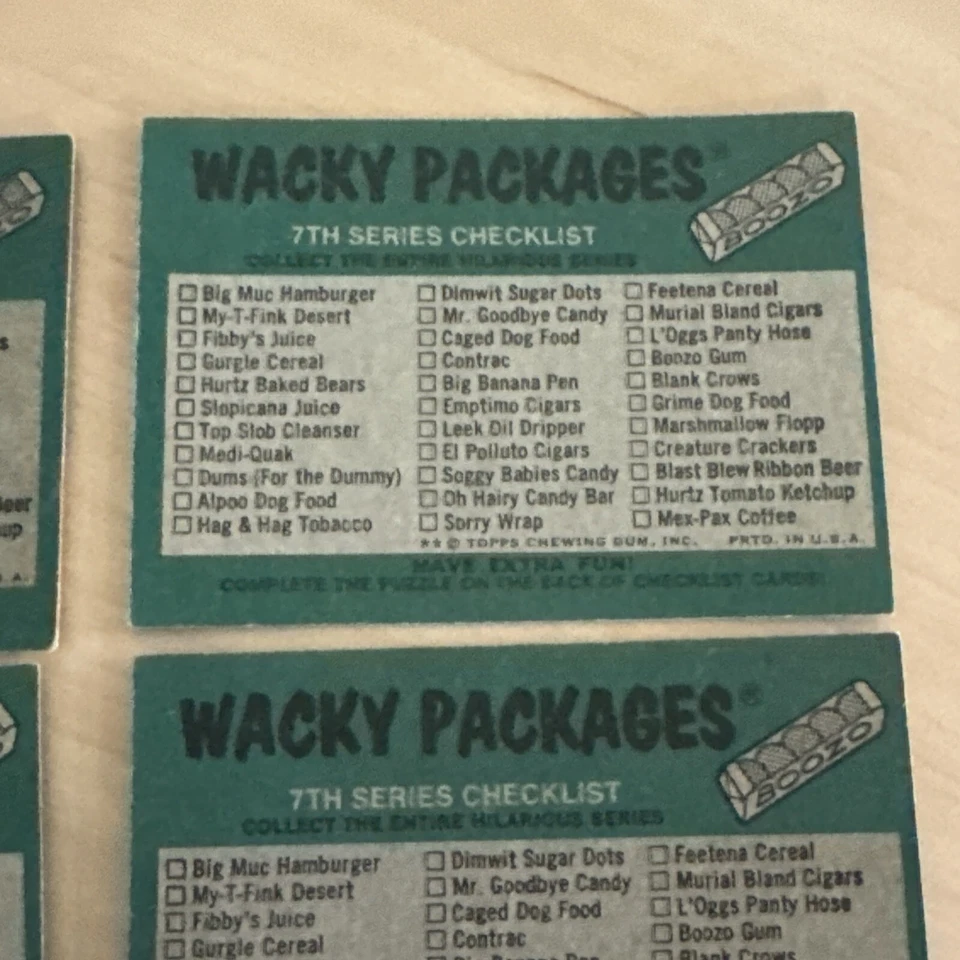 WACKY PACKAGES®
BOOZO
7TH SERIES CHECKLIST
COLLECT THE ENTIRE HILARIOUS SERIES
Big Muc Hamburger
My-T-Fink Desert
Fibby's Juice
Gurgle Cereal
Hurtz Baked Bears
Slopicana Juice
Top Slob Cleanser
Medi-Quak
Dums (For the Dummy)
Alpoo Dog Food
Hag & Hag Tobacco
Dimwit Sugar Dots
Mr. Goodbye Candy
Caged Dog Food
Contrac
Big Banana Pen
Emptimo Cigars
Leek Oil Dripper
El Polluto Cigars
Soggy Babies Candy
Oh Hairy Candy Bar
Sorry Wrap
Feetena Cereal
Murial Bland Cigars
L'Oggs Panty Hose
Boozo Gum
Blank Crows
Grime Dog Food
Marshmallow Flopp
Creature Crackers
Blast Blew Ribbon Beer
Hurtz Tomato Ketchup
Mex-Pax Coffee
** © TOPPS CHEWING GUM, INC. PRTD. IN U.S.A.
HAVE EXTRA FUN!
COMPLETE THE PUZZLE ON THE BACK OF CHECKLIST CARDS!
WACKY PACKAGES®
BOOZO
7TH SERIES CHECKLIST
COLLECT THE ENTIRE HILARIOUS SERIES
Big Muc Hamburger
My-T-Fink Desert
Fibby's Juice
Gurgle Cereal
Dimwit Sugar Dots
Mr. Goodbye Candy
Caged Dog Food
Contrac
Feetena Cereal
Murial Bland Cigars
L'Oggs Panty Hose
Boozo Gum
Blank Crows